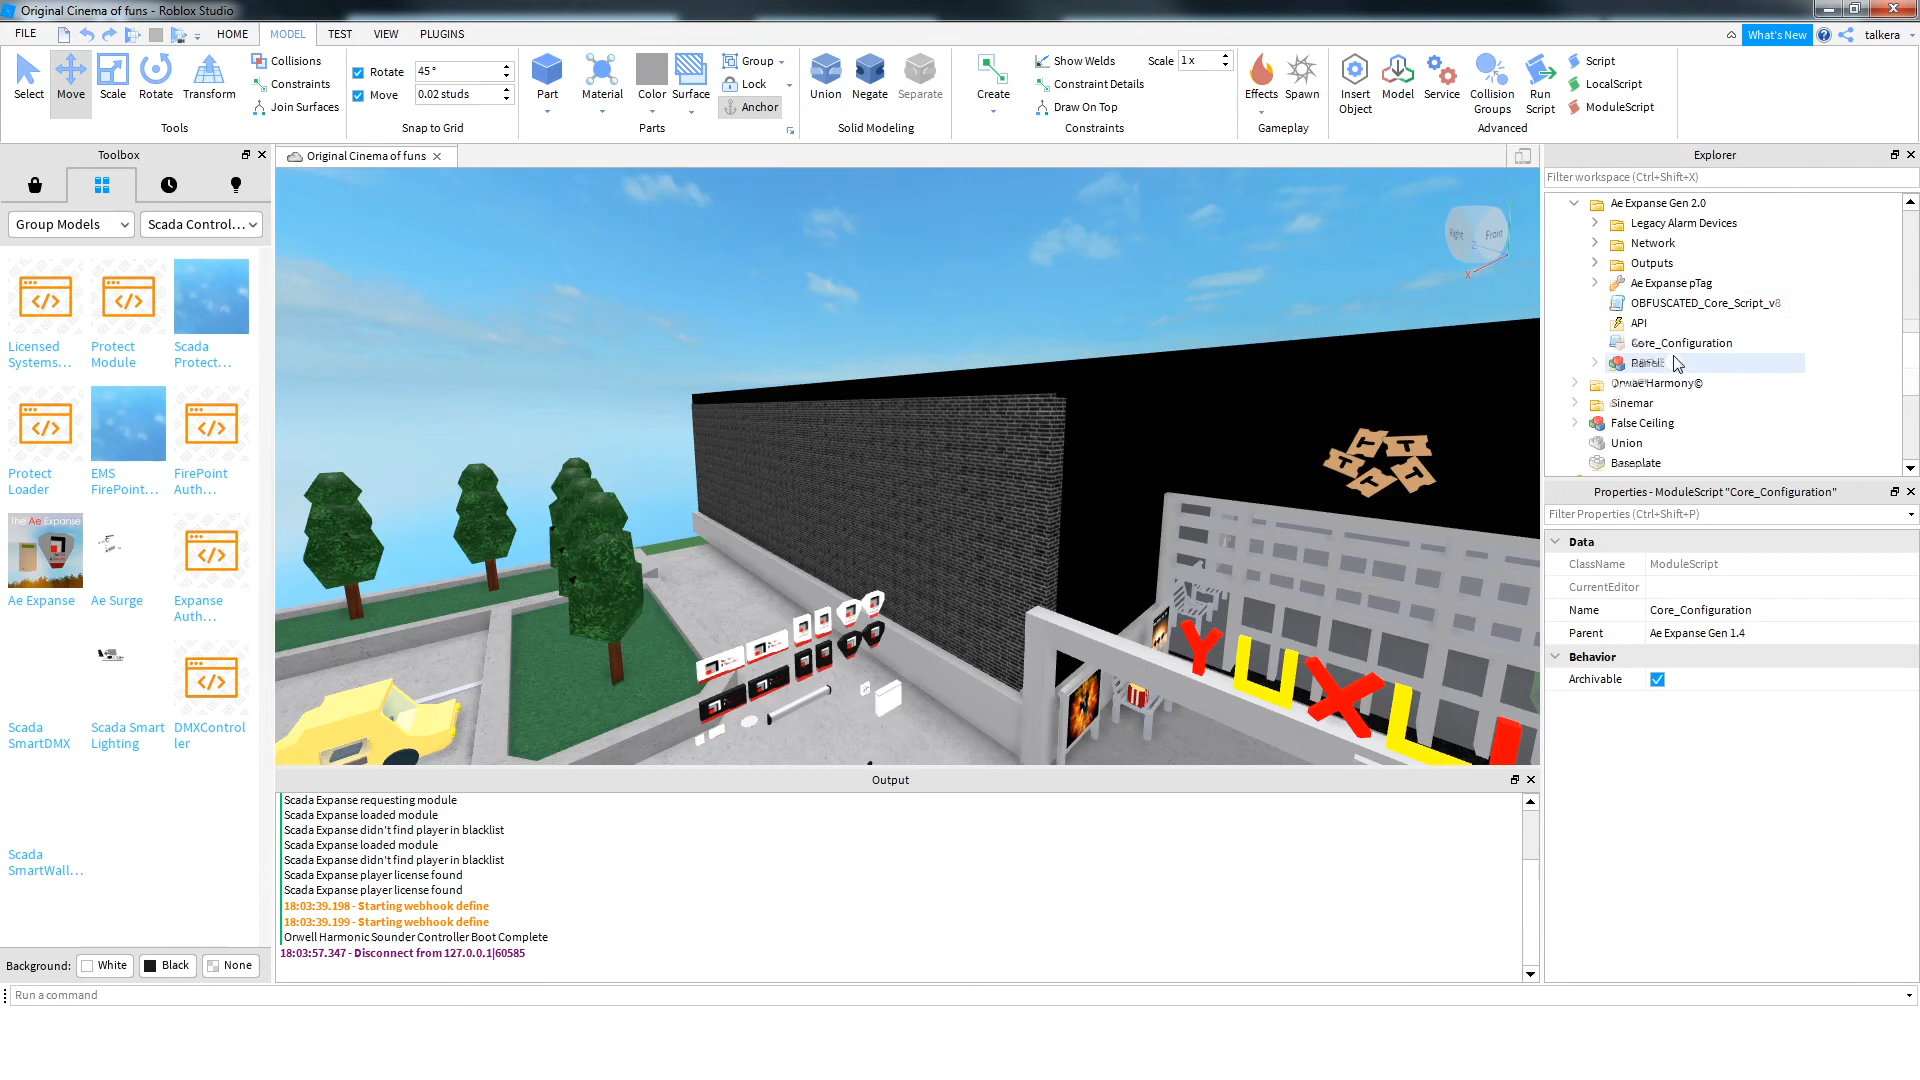 Original Cinema of funs - Roblox Studio
FILE
HOME
MODEL
TEST
VIEW
PLUGINS
What's New
talkera
Select
Move
Scale
Rotate
Transform
Collisions
Constraints
Join Surfaces
Tools
Rotate
45°
Move
0.02 studs
Snap to Grid
Part
Material
Color
Surface
Group
Lock
Anchor
Parts
Union
Negate
Separate
Solid Modeling
Create
Show Welds
Constraint Details
Draw On Top
Scale
1x
Constraints
Effects
Spawn
Gameplay
Insert
Object
Model
Service
Collision
Groups
Run
Script
Script
LocalScript
ModuleScript
Advanced
Toolbox
Group Models
Scada Control...
Licensed
Systems...
Protect
Module
Scada
Protect...
Protect
Loader
EMS
FirePoint...
FirePoint
Auth...
The Ae Expanse
Ae Expanse
Ae Surge
Expanse
Auth...
Scada
SmartDMX
Scada Smart
Lighting
DMXControl
ler
Scada
SmartWall...
Background:
White
Black
None
Original Cinema of funs
Right
Front
Z
X
Y U X L
Output
Scada Expanse requesting module
Scada Expanse loaded module
Scada Expanse didn't find player in blacklist
Scada Expanse loaded module
Scada Expanse didn't find player in blacklist
Scada Expanse player license found
Scada Expanse player license found
18:03:39.198 - Starting webhook define
18:03:39.199 - Starting webhook define
Orwell Harmonic Sounder Controller Boot Complete
18:03:57.347 - Disconnect from 127.0.0.1|60585
Run a command
Explorer
Filter workspace (Ctrl+Shift+X)
Ae Expanse Gen 2.0
Legacy Alarm Devices
Network
Outputs
Ae Expanse pTag
OBFUSCATED_Core_Script_v8
API
Core_Configuration
Panel
Orwae Harmony©
Sinemar
False Ceiling
Union
Baseplate
Properties - ModuleScript "Core_Configuration"
Filter Properties (Ctrl+Shift+P)
Data
ClassName
ModuleScript
CurrentEditor
Name
Core_Configuration
Parent
Ae Expanse Gen 1.4
Behavior
Archivable